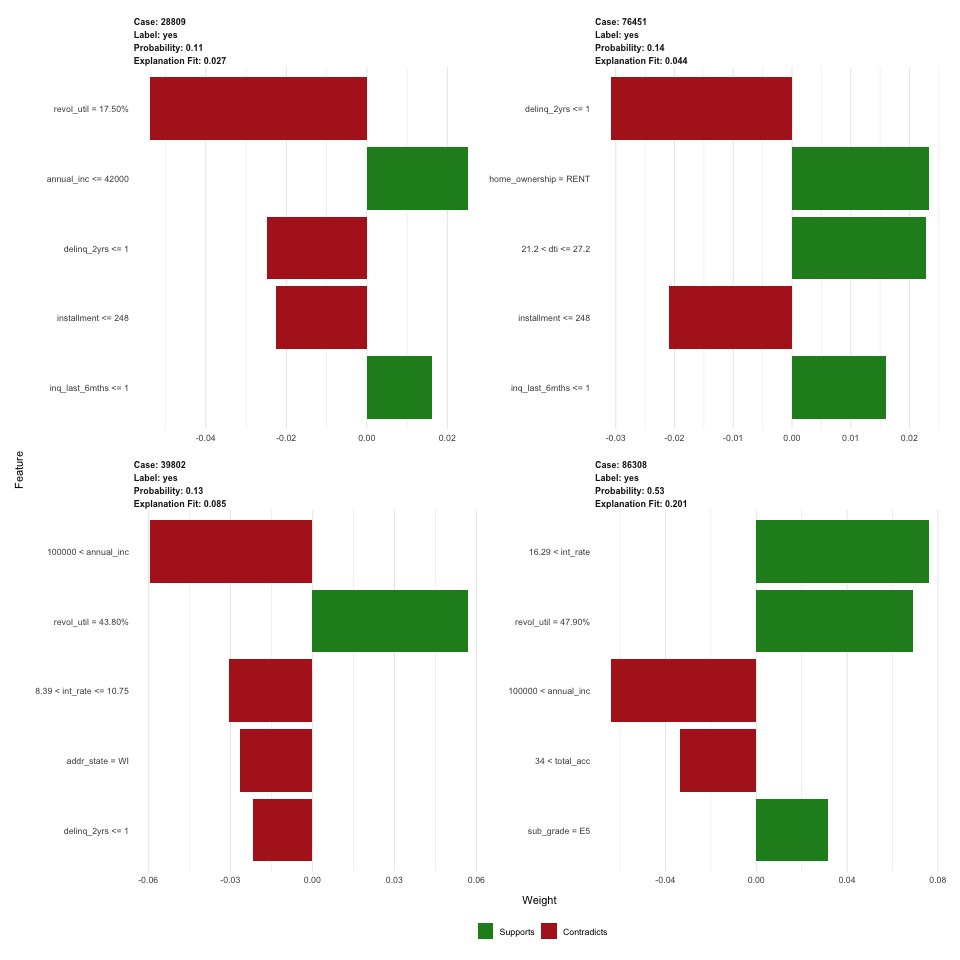 Case: 28809
Label: yes
Probability: 0.11
Explanation Fit: 0.027
revol_util = 17.50%
annual_inc <= 42000
delinq_2yrs <= 1
installment <= 248
inq_last_6mths <= 1
-0.04 -0.02 0.00 0.02
Case: 76451
Label: yes
Probability: 0.14
Explanation Fit: 0.044
delinq_2yrs <= 1
home_ownership = RENT
21.2 < dti <= 27.2
installment <= 248
inq_last_6mths <= 1
-0.03 -0.02 -0.01 0.00 0.01 0.02
Feature
Case: 39802
Label: yes
Probability: 0.13
Explanation Fit: 0.085
100000 < annual_inc
revol_util = 43.80%
8.39 < int_rate <= 10.75
addr_state = WI
delinq_2yrs <= 1
-0.06 -0.03 0.00 0.03 0.06
Case: 86308
Label: yes
Probability: 0.53
Explanation Fit: 0.201
16.29 < int_rate
revol_util = 47.90%
100000 < annual_inc
34 < total_acc
sub_grade = E5
-0.04 0.00 0.04 0.08
Weight
Supports Contradicts